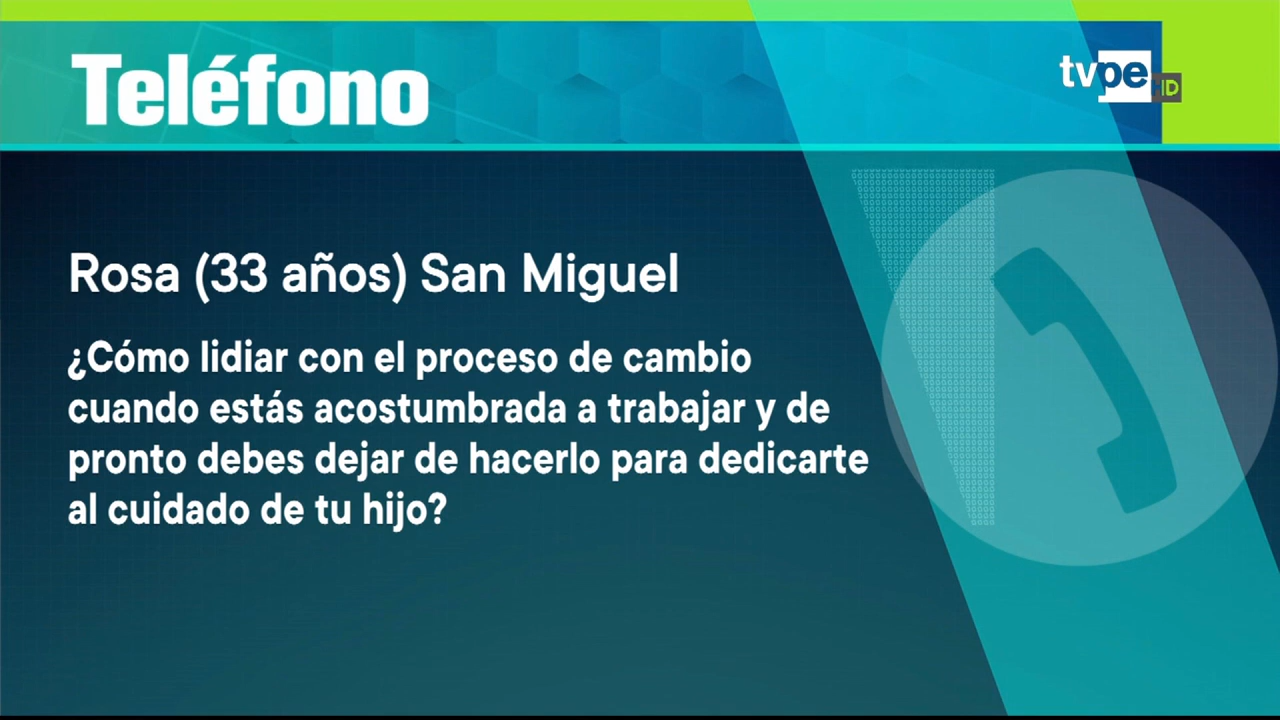 Teléfono
tvpe HD
Rosa (33 años) San Miguel
¿Cómo lidiar con el proceso de cambio
cuando estás acostumbrada a trabajar y de
pronto debes dejar de hacerlo para dedicarte
al cuidado de tu hijo?